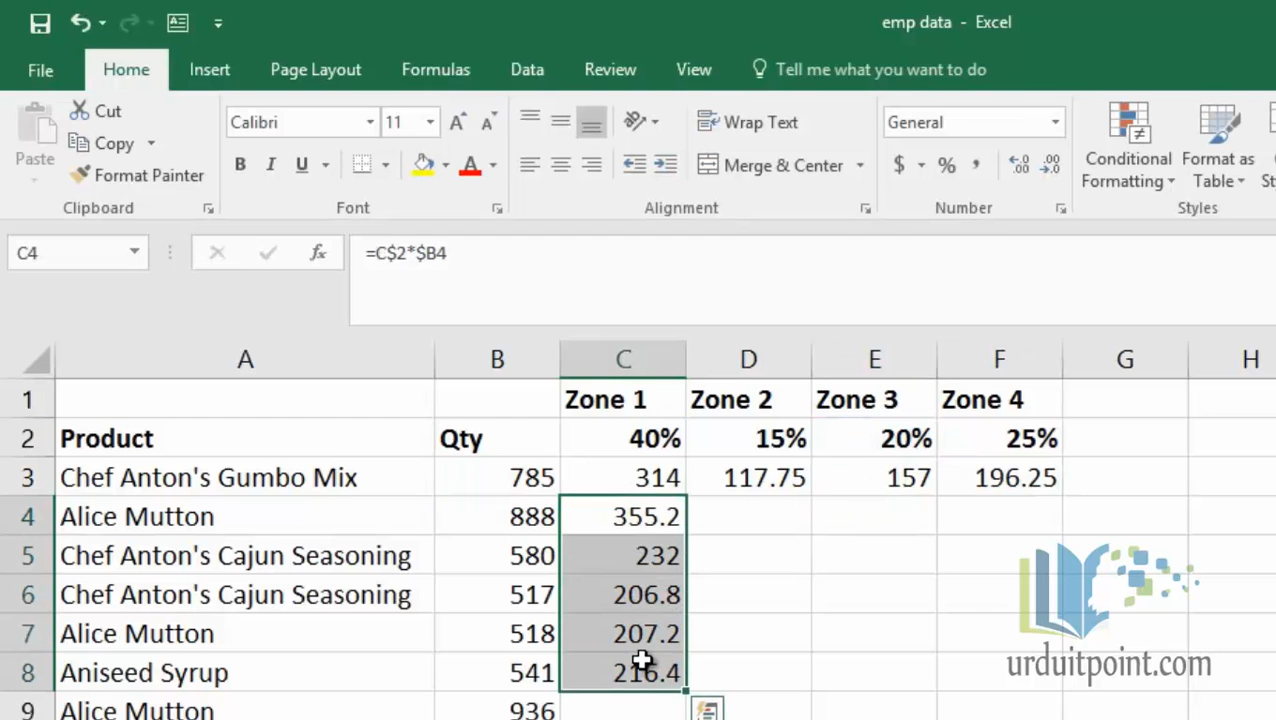 emp data - Excel
File Home Insert Page Layout Formulas Data Review View Tell me what you want to do
Cut
Copy
Format Painter
Paste
Clipboard
Calibri 11
B I U A
Font
Wrap Text
Merge & Center
Alignment
General
$ % ,
Number
Conditional
Formatting
Format as
Table
Styles
C4 fx =C$2*$B4
A B C D E F G H
1 Zone 1 Zone 2 Zone 3 Zone 4
2 Product Qty 40% 15% 20% 25%
3 Chef Anton's Gumbo Mix 785 314 117.75 157 196.25
4 Alice Mutton 888 355.2
5 Chef Anton's Cajun Seasoning 580 232
6 Chef Anton's Cajun Seasoning 517 206.8
7 Alice Mutton 518 207.2
8 Aniseed Syrup 541 216.4
9 Alice Mutton 936
urduitpoint.com